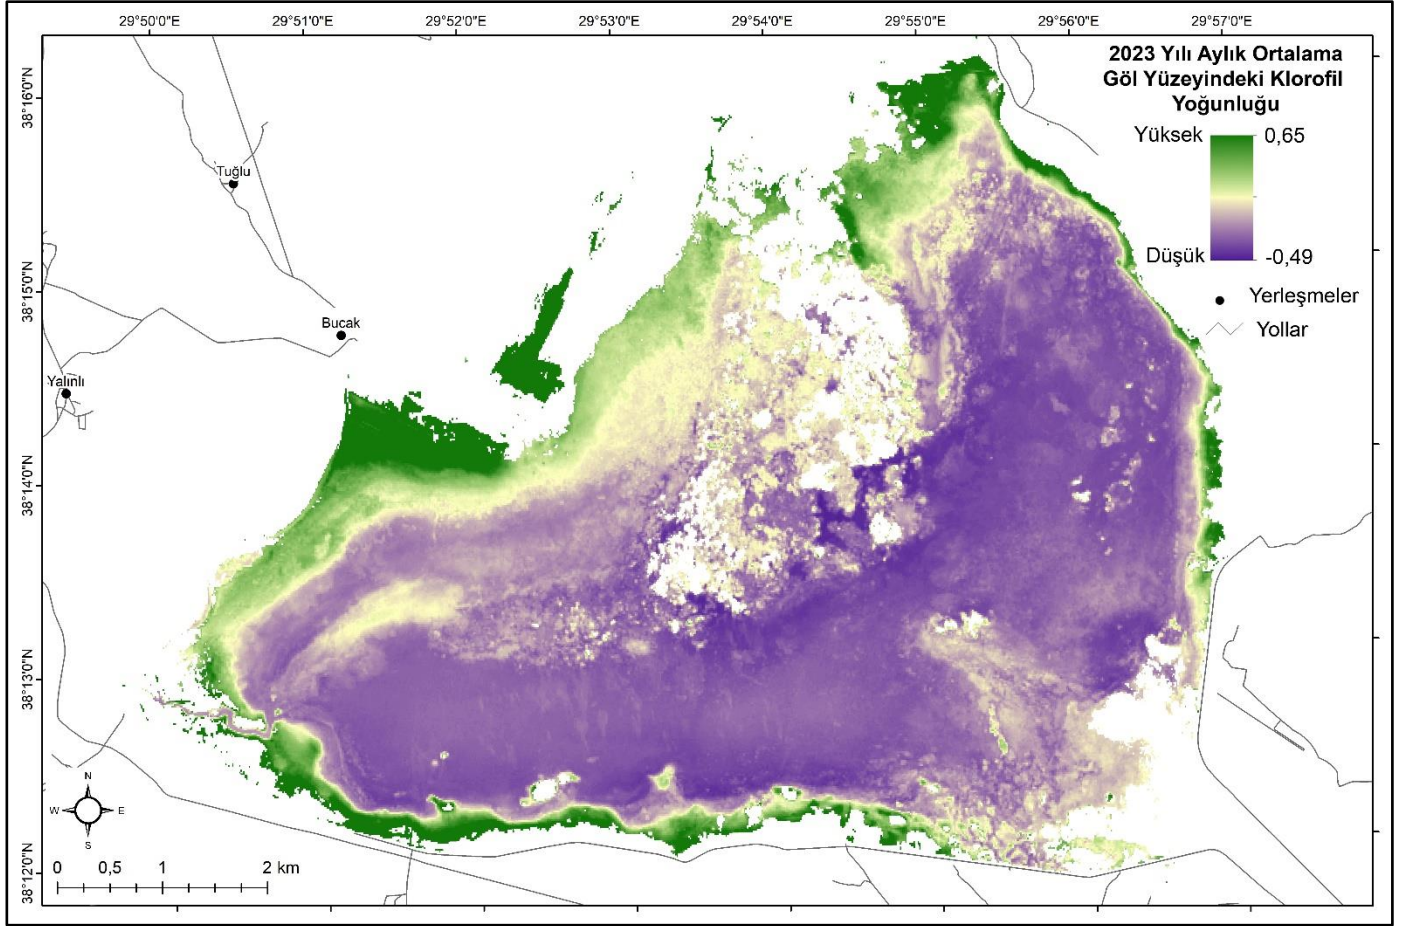 29°50'0"E 29°51'0"E 29°52'0"E 29°53'0"E 29°54'0"E 29°55'0"E 29°56'0"E 29°57'0"E
2023 Yılı Aylık Ortalama
Göl Yüzeyindeki Klorofil
Yoğunluğu
Yüksek 0,65
Düşük -0,49
Yerleşmeler
Yollar
38°16'0"N
38°15'0"N
38°14'0"N
38°13'0"N
38°12'0"N
Tuğlu
Bucak
Yalınlı
N
W E
S
0 0,5 1 2 km